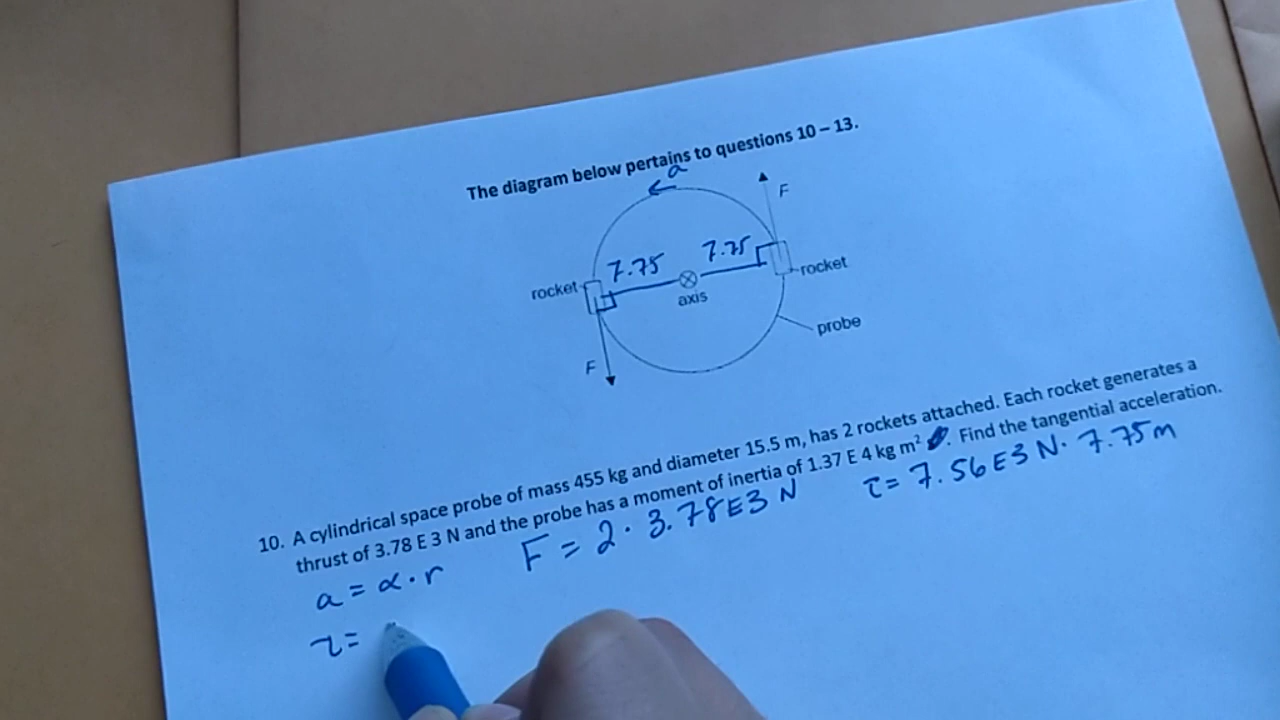 The diagram below pertains to questions 10 – 13.
a
F
7.75 7.75
rocket
rocket
axis
probe
F
10. A cylindrical space probe of mass 455 kg and diameter 15.5 m, has 2 rockets attached. Each rocket generates a
thrust of 3.78 E 3 N and the probe has a moment of inertia of 1.37 E 4 kg m². Find the tangential acceleration.
a = α · r F = 2 · 3.78E3 N τ = 7.56E3 N · 7.75m
τ =